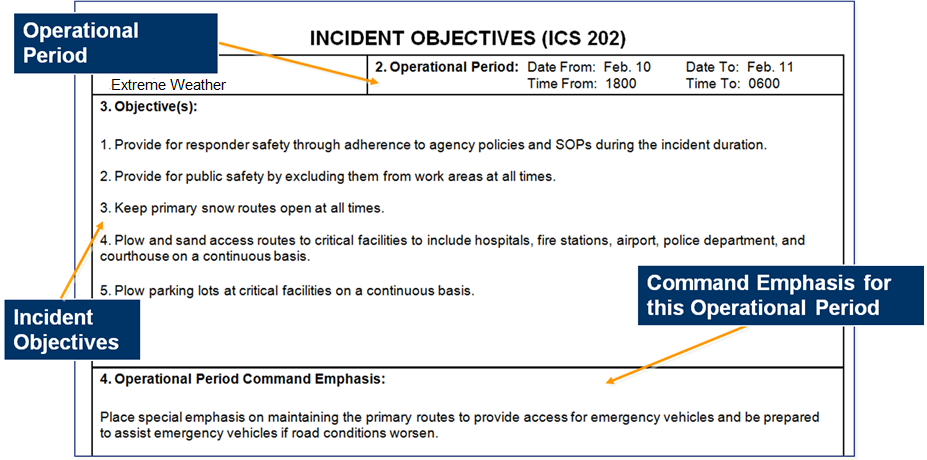 Operational
Period
INCIDENT OBJECTIVES (ICS 202)
2. Operational Period: Date From: Feb. 10 Date To: Feb. 11
Time From: 1800 Time To: 0600
Extreme Weather
3. Objective(s):
1. Provide for responder safety through adherence to agency policies and SOPs during the incident duration.
2. Provide for public safety by excluding them from work areas at all times.
3. Keep primary snow routes open at all times.
4. Plow and sand access routes to critical facilities to include hospitals, fire stations, airport, police department, and
courthouse on a continuous basis.
5. Plow parking lots at critical facilities on a continuous basis.
Command Emphasis for
this Operational Period
Incident
Objectives
4. Operational Period Command Emphasis:
Place special emphasis on maintaining the primary routes to provide access for emergency vehicles and be prepared
to assist emergency vehicles if road conditions worsen.